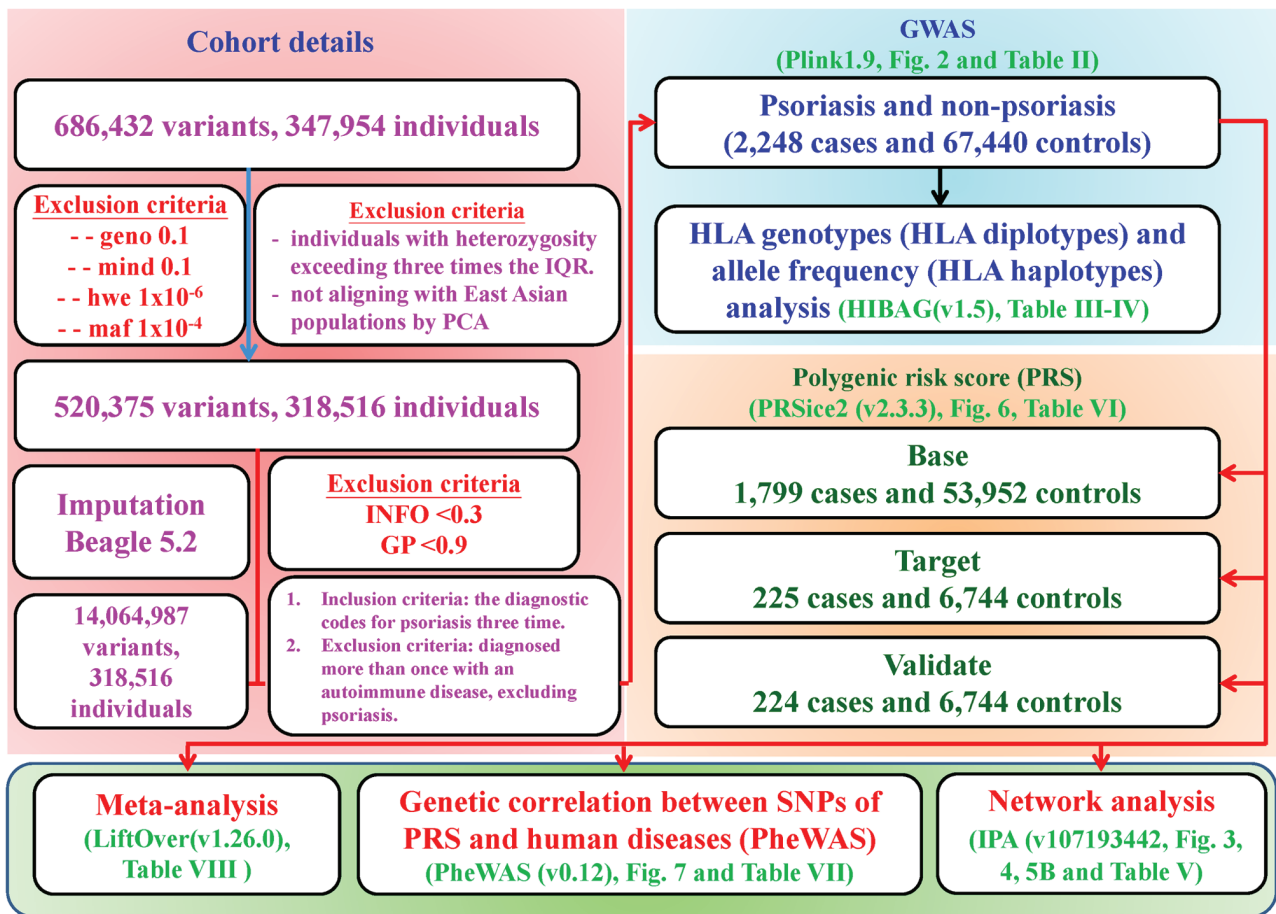 Cohort details
686,432 variants, 347,954 individuals
Exclusion criteria
- - geno 0.1
- - mind 0.1
- - hwe 1x10⁻⁶
- - maf 1x10⁻⁴
Exclusion criteria
- individuals with heterozygosity
exceeding three times the IQR.
- not aligning with East Asian
populations by PCA
520,375 variants, 318,516 individuals
Imputation
Beagle 5.2
Exclusion criteria
INFO <0.3
GP <0.9
14,064,987
variants,
318,516
individuals
1. Inclusion criteria: the diagnostic
codes for psoriasis three time.
2. Exclusion criteria: diagnosed
more than once with an
autoimmune disease, excluding
psoriasis.
GWAS
(Plink1.9, Fig. 2 and Table II)
Psoriasis and non-psoriasis
(2,248 cases and 67,440 controls)
HLA genotypes (HLA diplotypes) and
allele frequency (HLA haplotypes)
analysis (HIBAG(v1.5), Table III-IV)
Polygenic risk score (PRS)
(PRSice2 (v2.3.3), Fig. 6, Table VI)
Base
1,799 cases and 53,952 controls
Target
225 cases and 6,744 controls
Validate
224 cases and 6,744 controls
Meta-analysis
(LiftOver(v1.26.0),
Table VIII )
Genetic correlation between SNPs of
PRS and human diseases (PheWAS)
(PheWAS (v0.12), Fig. 7 and Table VII)
Network analysis
(IPA (v107193442, Fig. 3,
4, 5B and Table V)